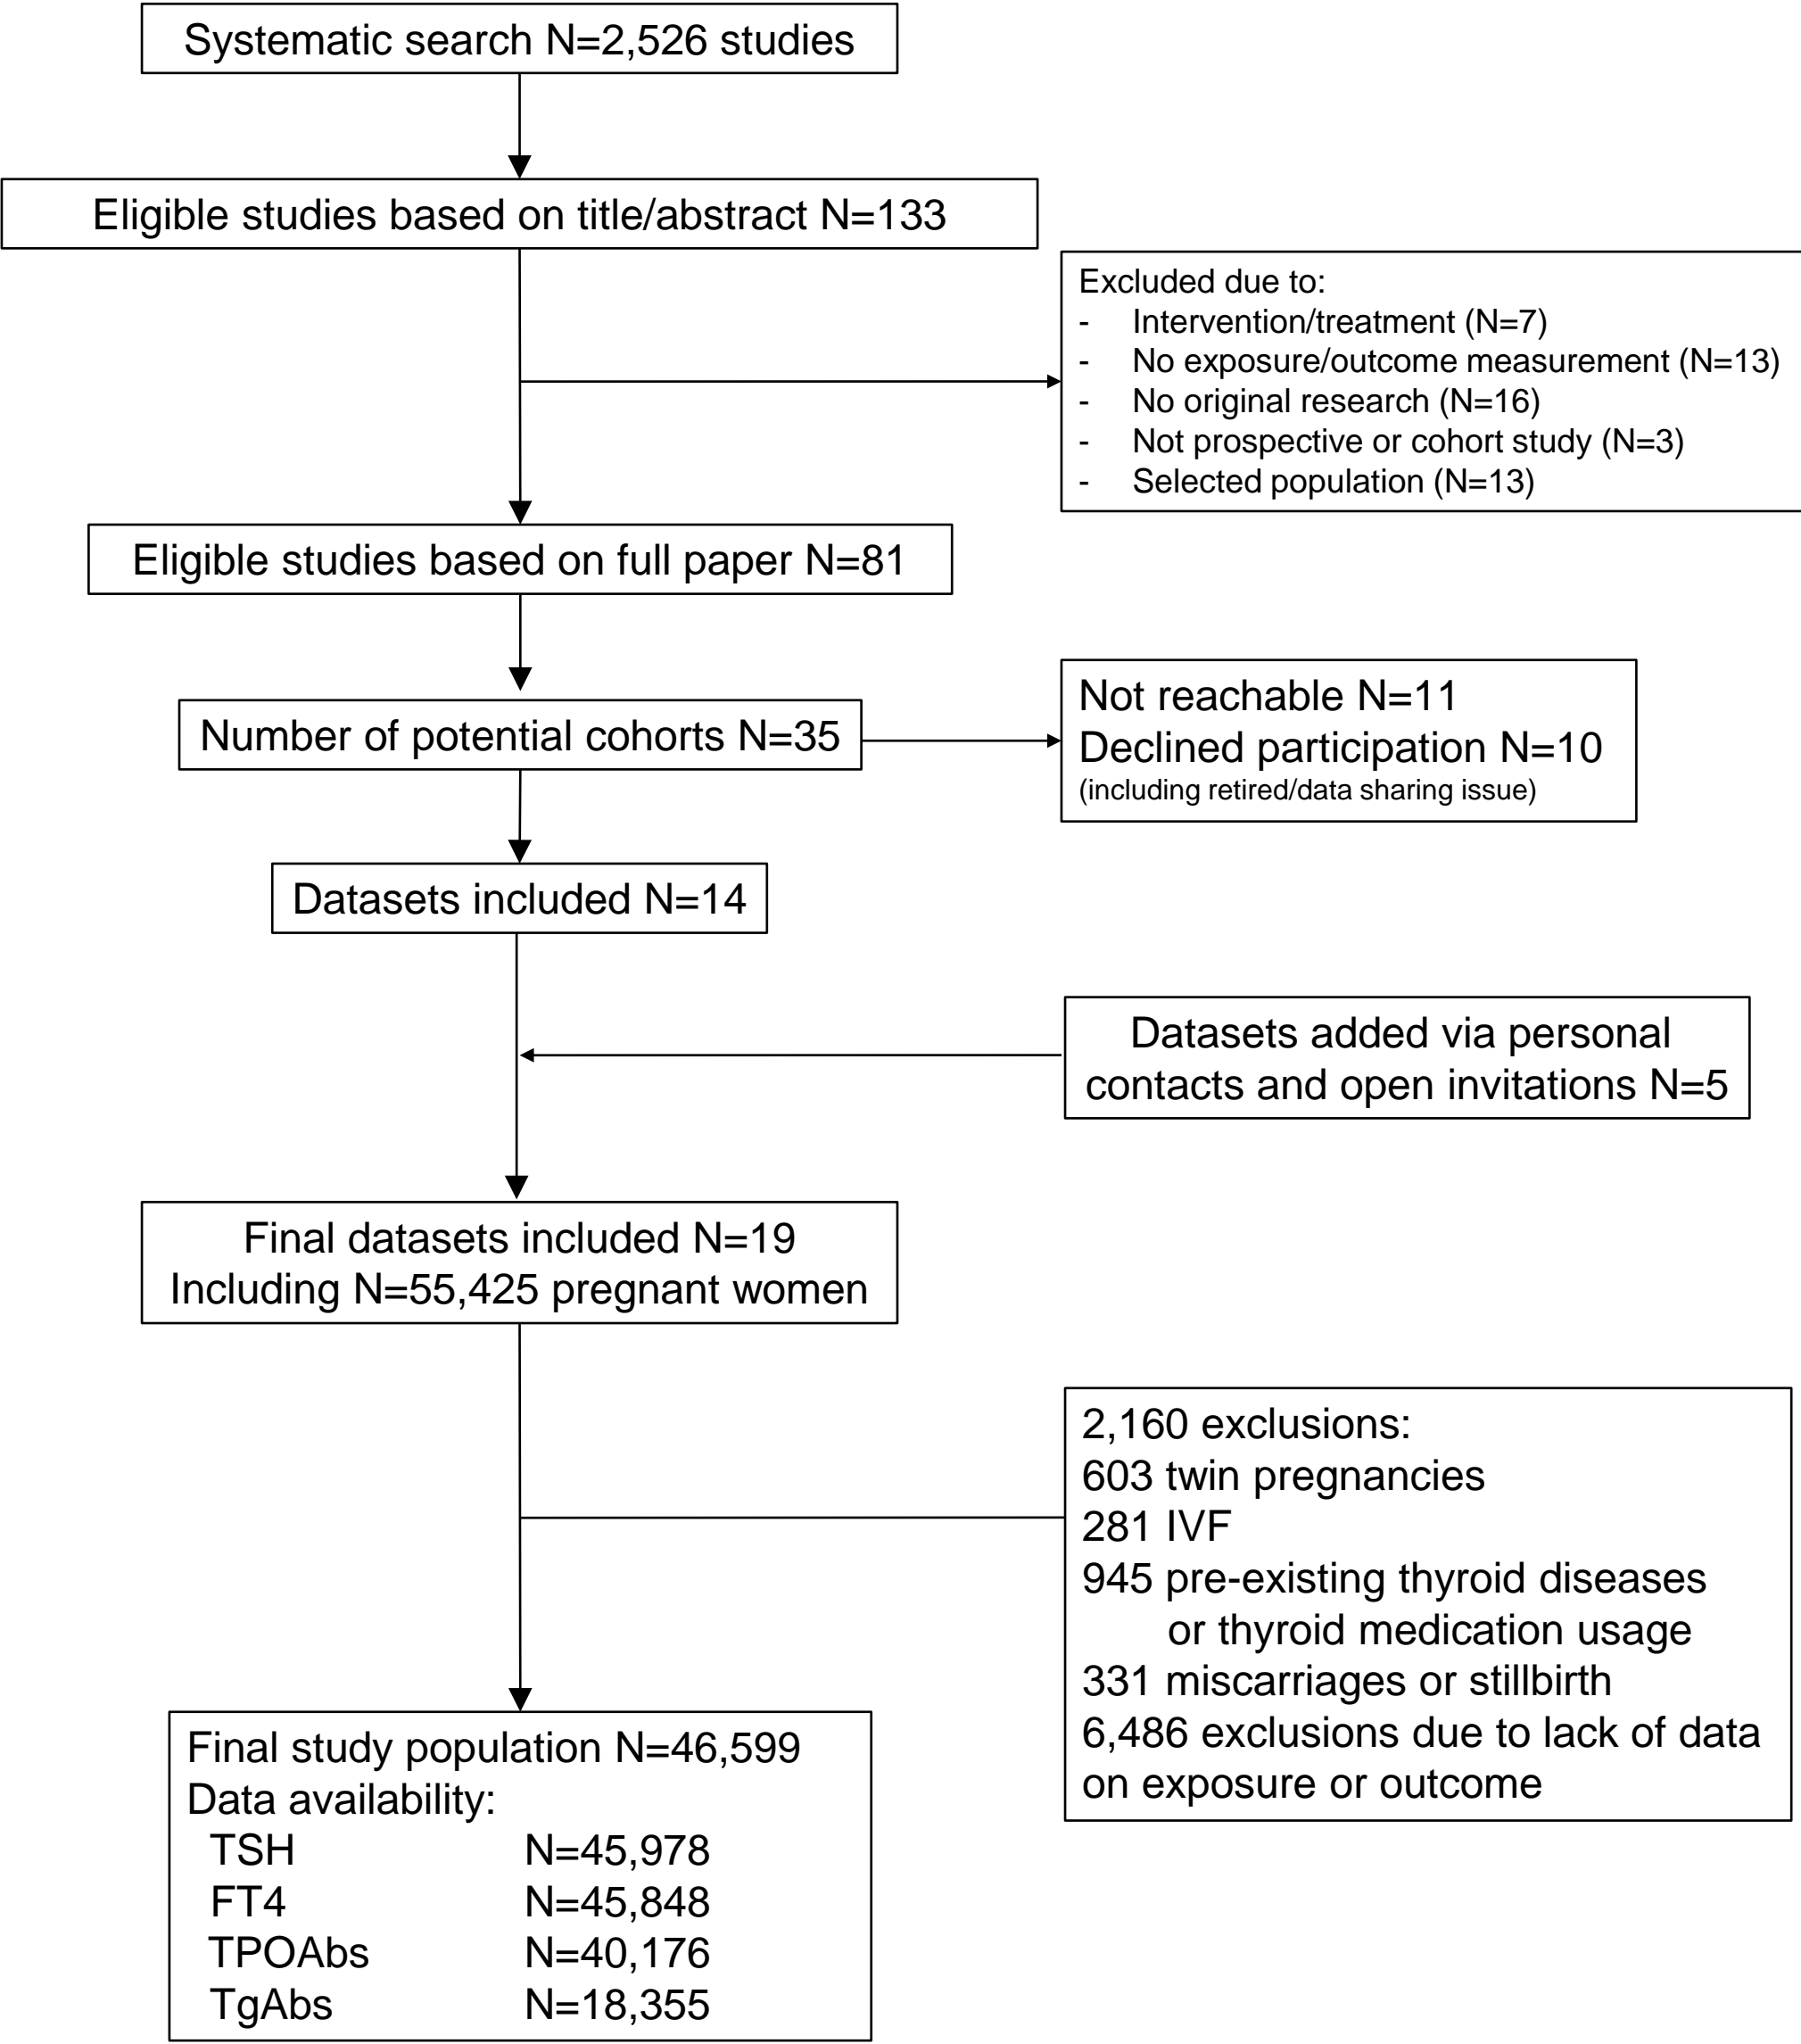 Systematic search N=2,526 studies
Eligible studies based on title/abstract N=133
Excluded due to:
- Intervention/treatment (N=7)
- No exposure/outcome measurement (N=13)
- No original research (N=16)
- Not prospective or cohort study (N=3)
- Selected population (N=13)
Eligible studies based on full paper N=81
Number of potential cohorts N=35
Not reachable N=11
Declined participation N=10
(including retired/data sharing issue)
Datasets included N=14
Datasets added via personal
contacts and open invitations N=5
Final datasets included N=19
Including N=55,425 pregnant women
2,160 exclusions:
603 twin pregnancies
281 IVF
945 pre-existing thyroid diseases
or thyroid medication usage
331 miscarriages or stillbirth
6,486 exclusions due to lack of data
on exposure or outcome
Final study population N=46,599
Data availability:
TSH N=45,978
FT4 N=45,848
TPOAbs N=40,176
TgAbs N=18,355